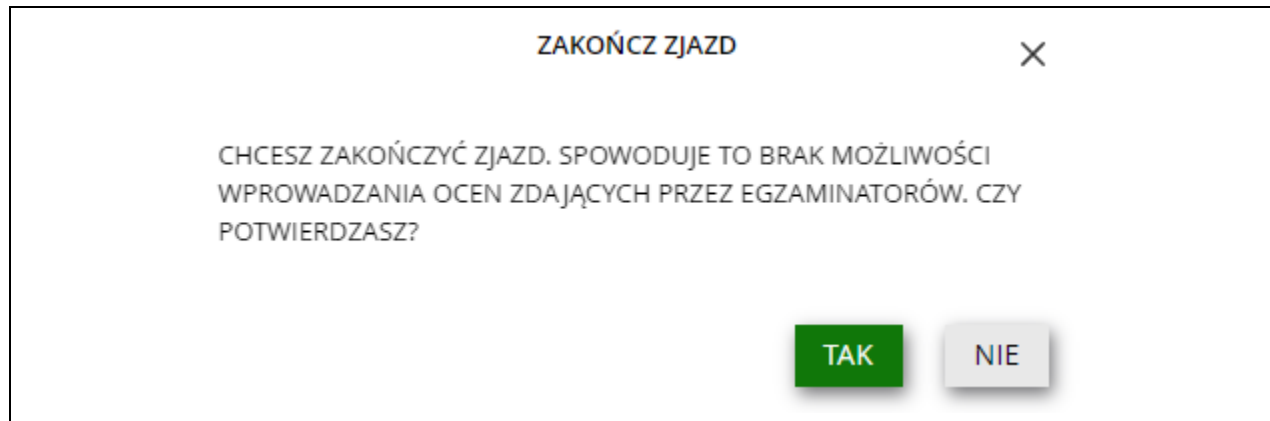 ZAKOŃCZ ZJAZD
CHCESZ ZAKOŃCZYĆ ZJAZD. SPOWODUJE TO BRAK MOŻLIWOŚCI
WPROWADZANIA OCEN ZDAJĄCYCH PRZEZ EGZAMINATORÓW. CZY
POTWIERDZASZ?
TAK NIE